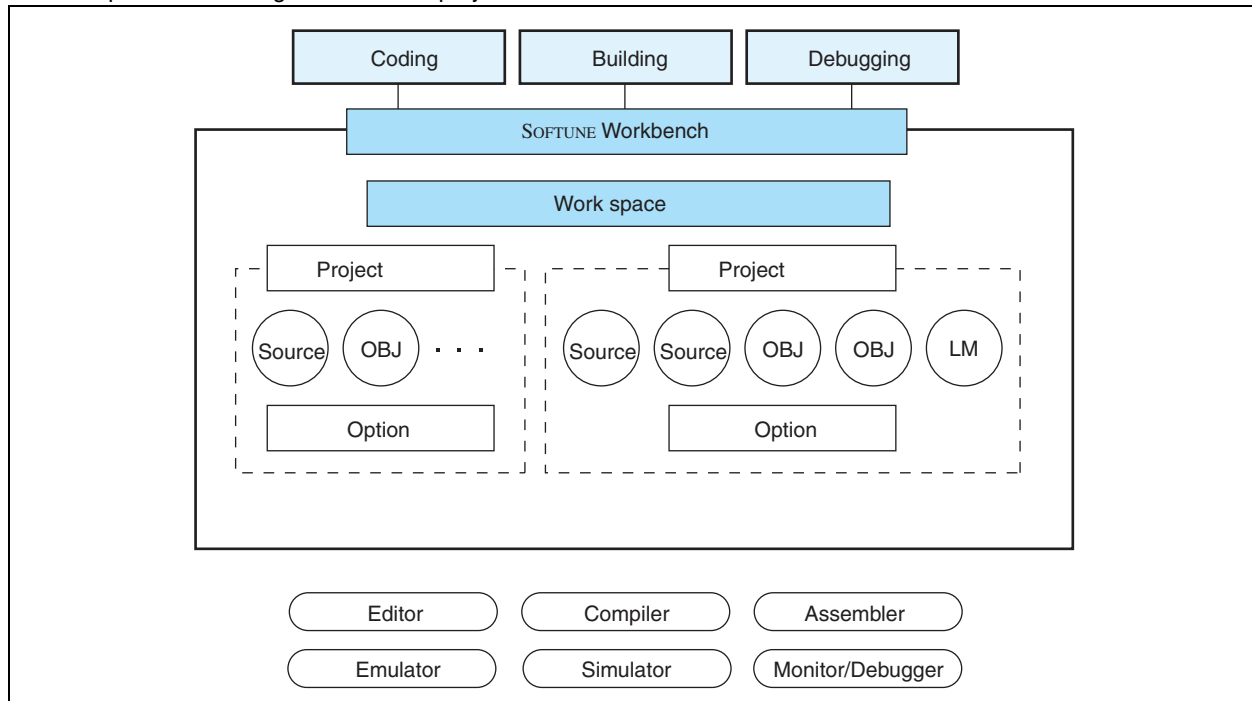 Coding Building Debugging
SOFTUNE Workbench
Work space
Project Project
Source OBJ . . . Source Source OBJ OBJ LM
Option Option
Editor Compiler Assembler
Emulator Simulator Monitor/Debugger